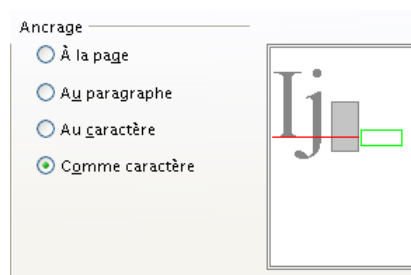 Ancrage
À la page
Au paragraphe
Au caractère
Comme caractère
Ij